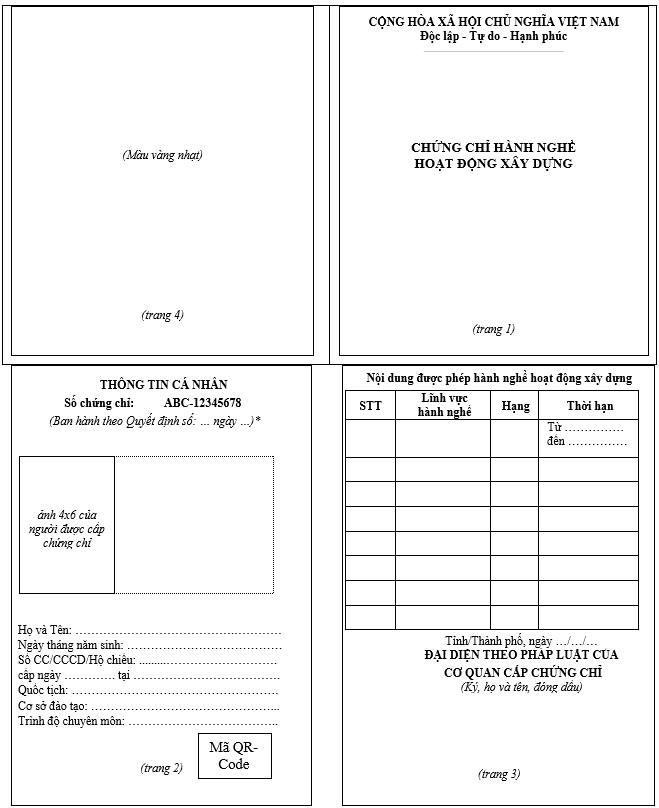 (Màu vàng nhạt)
(trang 4)
CỘNG HÒA XÃ HỘI CHỦ NGHĨA VIỆT NAM
Độc lập - Tự do - Hạnh phúc
CHỨNG CHỈ HÀNH NGHỀ
HOẠT ĐỘNG XÂY DỰNG
(trang 1)
THÔNG TIN CÁ NHÂN
Số chứng chỉ: ABC-12345678
(Ban hành theo Quyết định số: ... ngày ...)*
ảnh 4x6 của
người được cấp
chứng chỉ
Họ và Tên: ……………………………………………
Ngày tháng năm sinh: …………………………………
Số CC/CCCD/Hộ chiếu: ..........……………………………
cấp ngày …………. tại ……………………………….
Quốc tịch: ……………………………………………
Cơ sở đào tạo: ………………………………………..
Trình độ chuyên môn: ……………………………….
Mã QR-
Code
(trang 2)
Nội dung được phép hành nghề hoạt động xây dựng
STT Lĩnh vực hành nghề Hạng Thời hạn
Từ ……………
đến ……………
Tỉnh/Thành phố, ngày …/…/…
ĐẠI DIỆN THEO PHÁP LUẬT CỦA
CƠ QUAN CẤP CHỨNG CHỈ
(Ký, họ và tên, đóng dấu)
(trang 3)